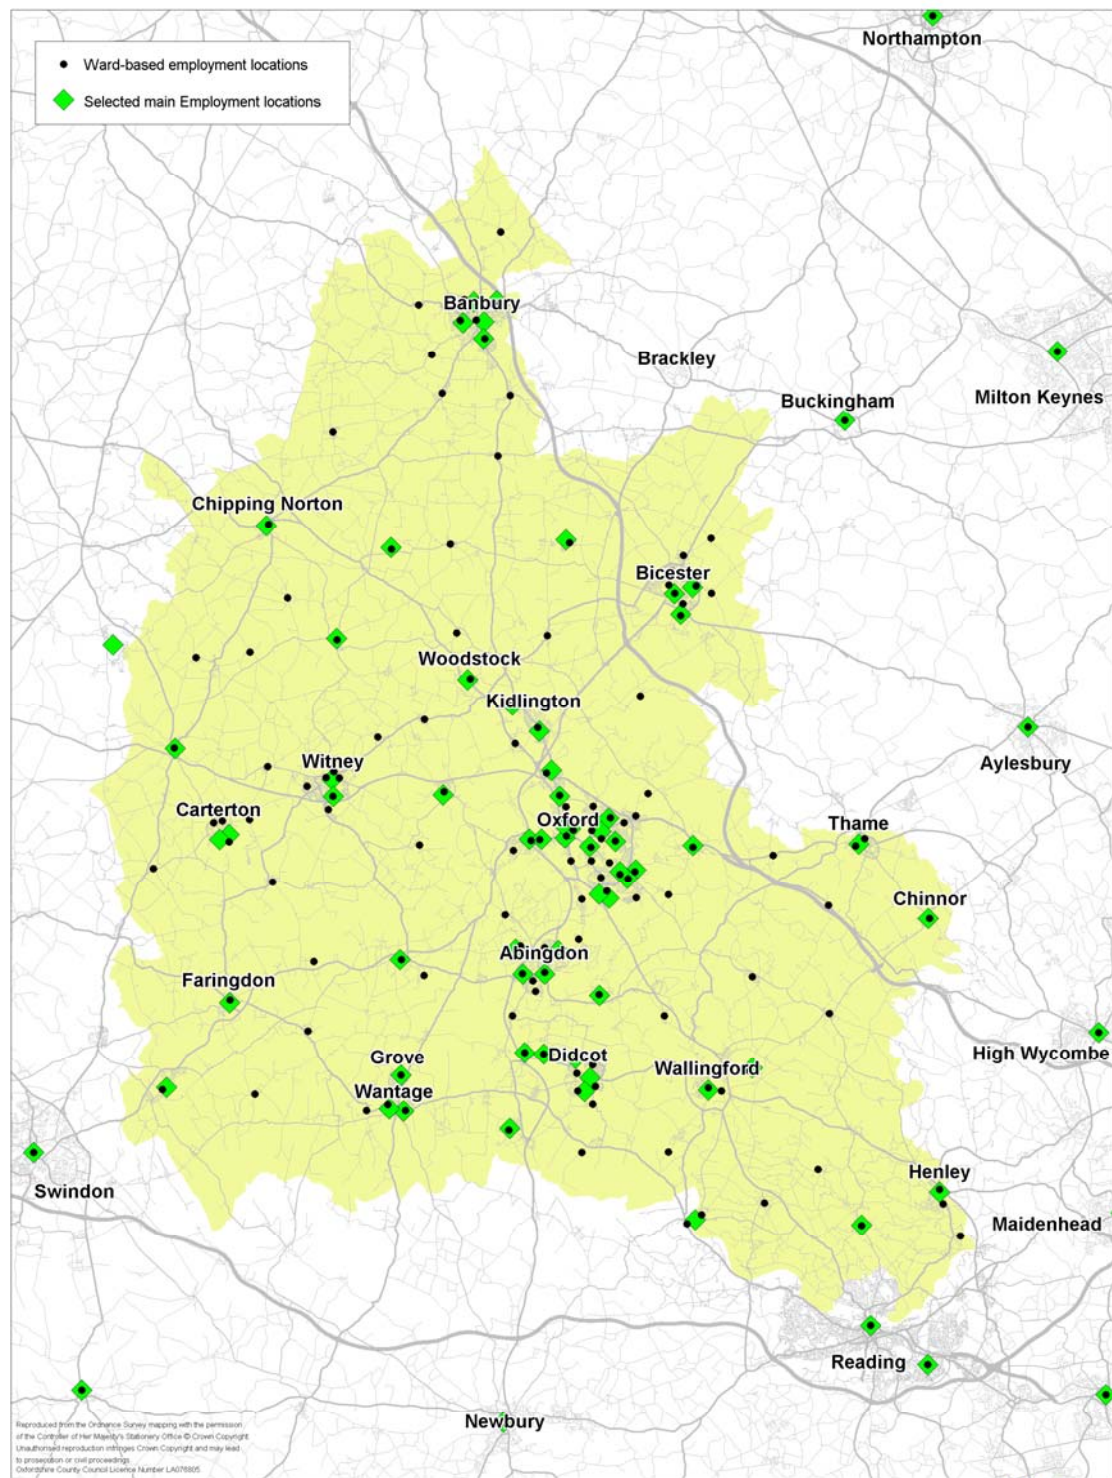 Northampton
Ward-based employment locations
Selected main Employment locations
Banbury
Brackley
Buckingham
Milton Keynes
Chipping Norton
Bicester
Woodstock
Kidlington
Witney
Aylesbury
Carterton
Oxford
Thame
Chinnor
Abingdon
Faringdon
High Wycombe
Grove
Didcot
Wallingford
Wantage
Henley
Swindon
Maidenhead
Reading
Newbury
Reproduced from the Ordnance Survey mapping with the permission
of the Controller of Her Majesty's Stationery Office © Crown Copyright
Unauthorised reproduction infringes Crown Copyright and may lead
to prosecution or civil proceedings
Oxfordshire County Council Licence Number LA076805